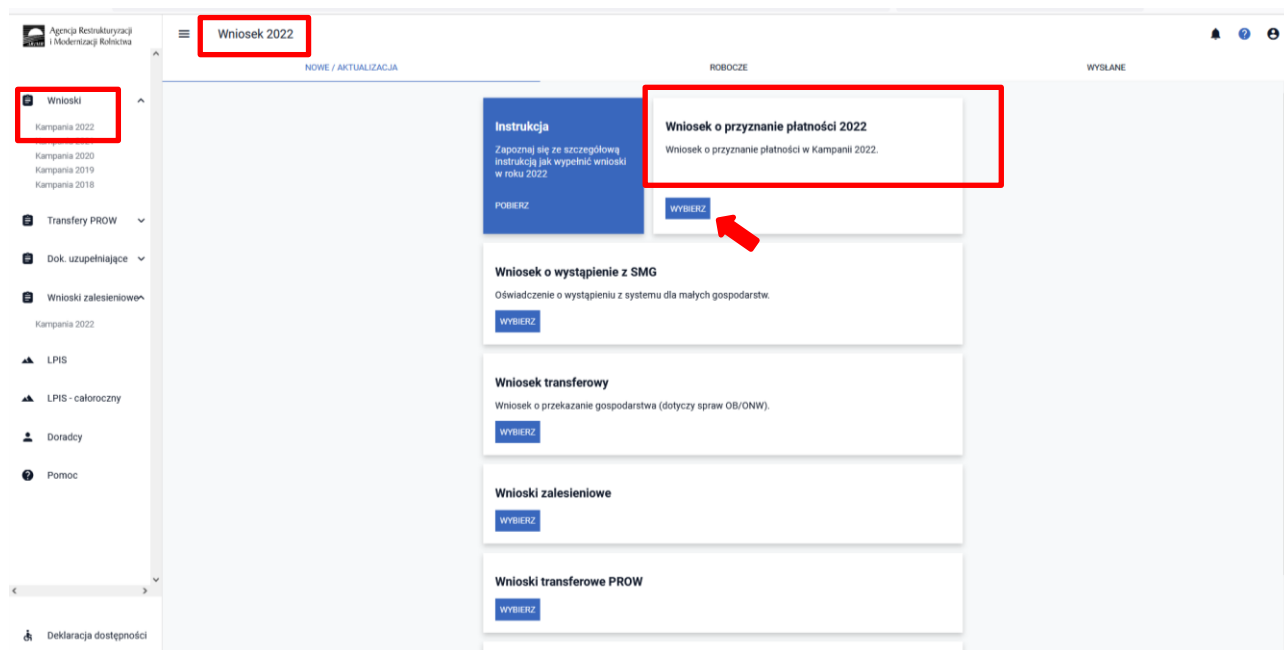 Agencja Restrukturyzacji
i Modernizacji Rolnictwa
Wniosek 2022
NOWE / AKTUALIZACJA
ROBOCZE
WYSŁANE
Wnioski
Kampania 2022
Kampania 2020
Kampania 2019
Kampania 2018
Transfery PROW
Dok. uzupełniające
Wnioski zalesieniowe
Kampania 2022
LPIS
LPIS - całoroczny
Doradcy
Pomoc
Deklaracja dostępności
Instrukcja
Zapoznaj się ze szczegółową
instrukcją jak wypełnić wnioski
w roku 2022
POBIERZ
Wniosek o przyznanie płatności 2022
Wniosek o przyznanie płatności w Kampanii 2022.
WYBIERZ
Wniosek o wystąpienie z SMG
Oświadczenie o wystąpieniu z systemu dla małych gospodarstw.
WYBIERZ
Wniosek transferowy
Wniosek o przekazanie gospodarstwa (dotyczy spraw OB/ONW).
WYBIERZ
Wnioski zalesieniowe
WYBIERZ
Wnioski transferowe PROW
WYBIERZ